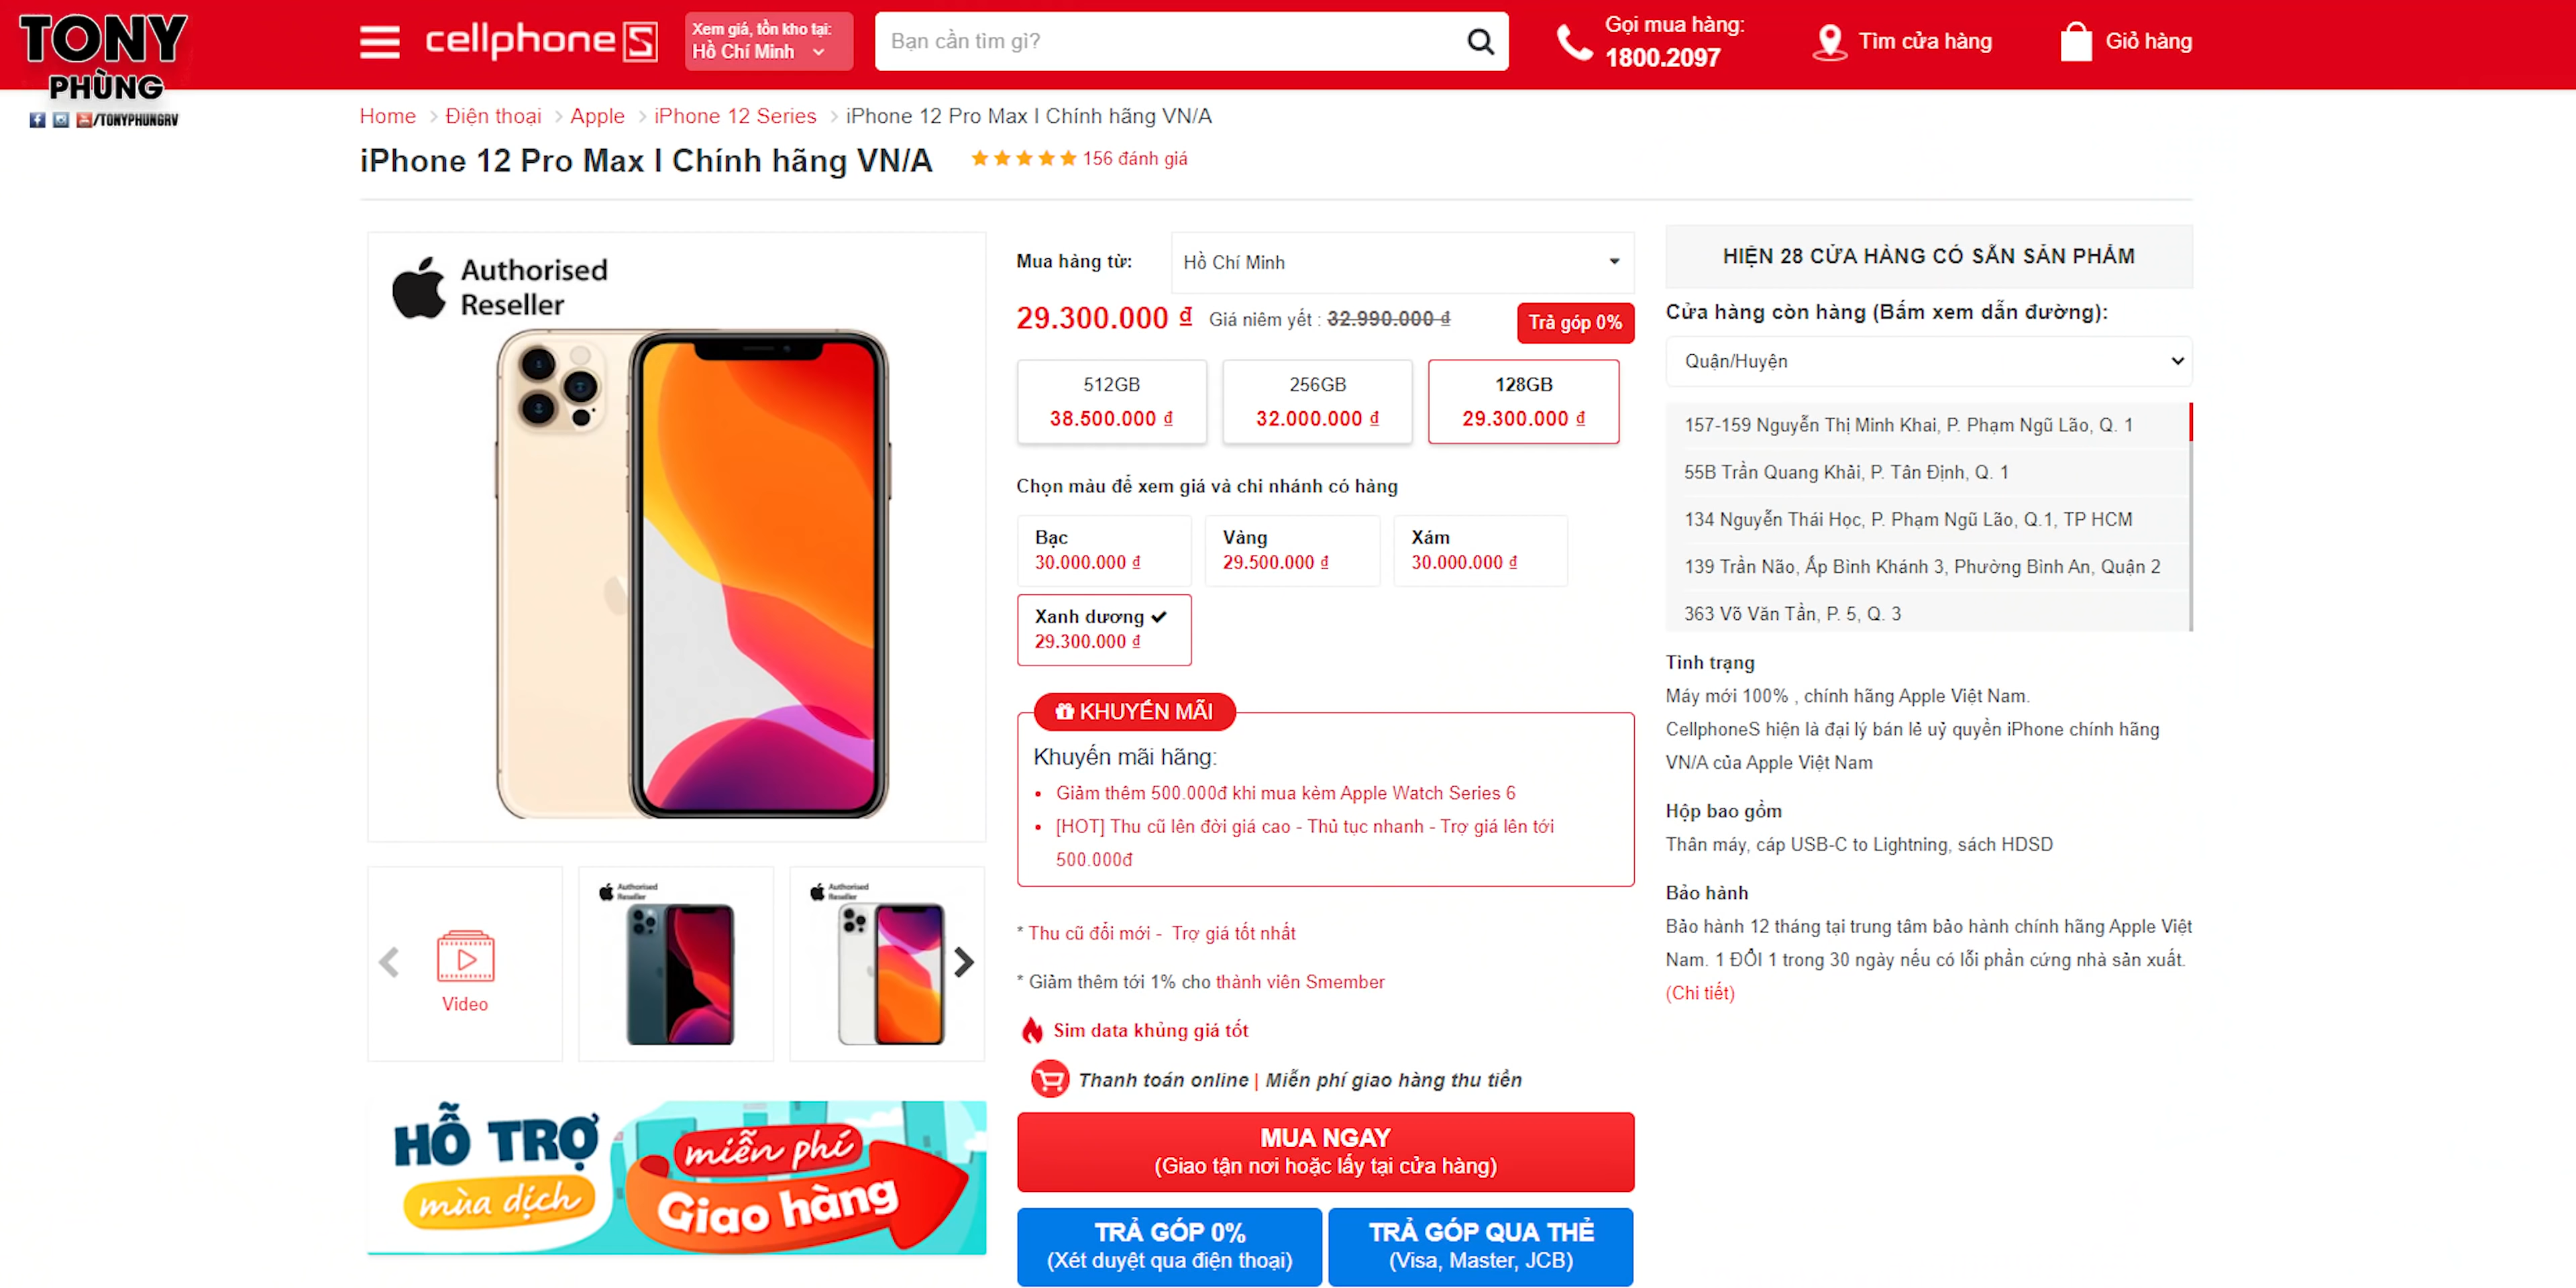 TONY
PHÙNG
/TONYPHUNGRV
cellphoneS
Xem giá, tồn kho tại:
Hồ Chí Minh
Bạn cần tìm gì?
Gọi mua hàng:
1800.2097
Tìm cửa hàng
Giỏ hàng
Home > Điện thoại > Apple > iPhone 12 Series > iPhone 12 Pro Max I Chính hãng VN/A
iPhone 12 Pro Max I Chính hãng VN/A
156 đánh giá
Authorised
Reseller
Video
Authorised
Reseller
Authorised
Reseller
HỖ TRỢ
mùa dịch
miễn phí
Giao hàng
Mua hàng từ:
Hồ Chí Minh
29.300.000 ₫
Giá niêm yết : 32.990.000 ₫
Trả góp 0%
512GB
38.500.000 ₫
256GB
32.000.000 ₫
128GB
29.300.000 ₫
Chọn màu để xem giá và chi nhánh có hàng
Bạc
30.000.000 ₫
Vàng
29.500.000 ₫
Xám
30.000.000 ₫
Xanh dương
29.300.000 ₫
KHUYẾN MÃI
Khuyến mãi hãng:
• Giảm thêm 500.000đ khi mua kèm Apple Watch Series 6
• [HOT] Thu cũ lên đời giá cao - Thủ tục nhanh - Trợ giá lên tới
500.000đ
* Thu cũ đổi mới - Trợ giá tốt nhất
* Giảm thêm tới 1% cho thành viên Smember
Sim data khủng giá tốt
Thanh toán online | Miễn phí giao hàng thu tiền
MUA NGAY
(Giao tận nơi hoặc lấy tại cửa hàng)
TRẢ GÓP 0%
(Xét duyệt qua điện thoại)
TRẢ GÓP QUA THẺ
(Visa, Master, JCB)
HIỆN 28 CỬA HÀNG CÓ SẴN SẢN PHẨM
Cửa hàng còn hàng (Bấm xem dẫn đường):
Quận/Huyện
157-159 Nguyễn Thị Minh Khai, P. Phạm Ngũ Lão, Q. 1
55B Trần Quang Khải, P. Tân Định, Q. 1
134 Nguyễn Thái Học, P. Phạm Ngũ Lão, Q.1, TP HCM
139 Trần Não, Ấp Bình Khánh 3, Phường Bình An, Quận 2
363 Võ Văn Tần, P. 5, Q. 3
Tình trạng
Máy mới 100% , chính hãng Apple Việt Nam.
CellphoneS hiện là đại lý bán lẻ uỷ quyền iPhone chính hãng
VN/A của Apple Việt Nam
Hộp bao gồm
Thân máy, cáp USB-C to Lightning, sách HDSD
Bảo hành
Bảo hành 12 tháng tại trung tâm bảo hành chính hãng Apple Việt
Nam. 1 ĐỔI 1 trong 30 ngày nếu có lỗi phần cứng nhà sản xuất.
(Chi tiết)